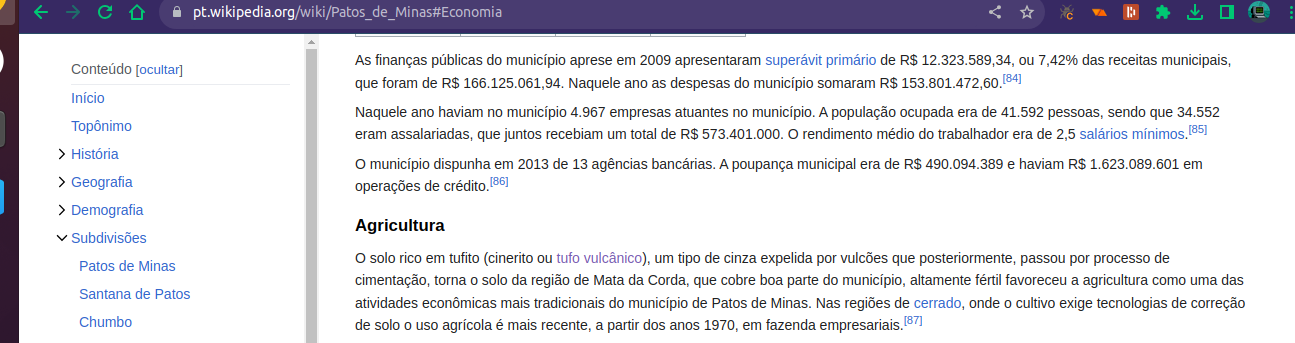 pt.wikipedia.org/wiki/Patos_de_Minas#Economia
Conteúdo [ocultar]
Início
Topônimo
História
Geografia
Demografia
Subdivisões
Patos de Minas
Santana de Patos
Chumbo
As finanças públicas do município aprese em 2009 apresentaram superávit primário de R$ 12.323.589,34, ou 7,42% das receitas municipais,
que foram de R$ 166.125.061,94. Naquele ano as despesas do município somaram R$ 153.801.472,60.[84]
Naquele ano haviam no município 4.967 empresas atuantes no município. A população ocupada era de 41.592 pessoas, sendo que 34.552
eram assalariadas, que juntos recebiam um total de R$ 573.401.000. O rendimento médio do trabalhador era de 2,5 salários mínimos.[85]
O município dispunha em 2013 de 13 agências bancárias. A poupança municipal era de R$ 490.094.389 e haviam R$ 1.623.089.601 em
operações de crédito.[86]
Agricultura
O solo rico em tufito (cinerito ou tufo vulcânico), um tipo de cinza expelida por vulcões que posteriormente, passou por processo de
cimentação, torna o solo da região de Mata da Corda, que cobre boa parte do município, altamente fértil favoreceu a agricultura como uma das
atividades econômicas mais tradicionais do município de Patos de Minas. Nas regiões de cerrado, onde o cultivo exige tecnologias de correção
de solo o uso agrícola é mais recente, a partir dos anos 1970, em fazenda empresariais.[87]